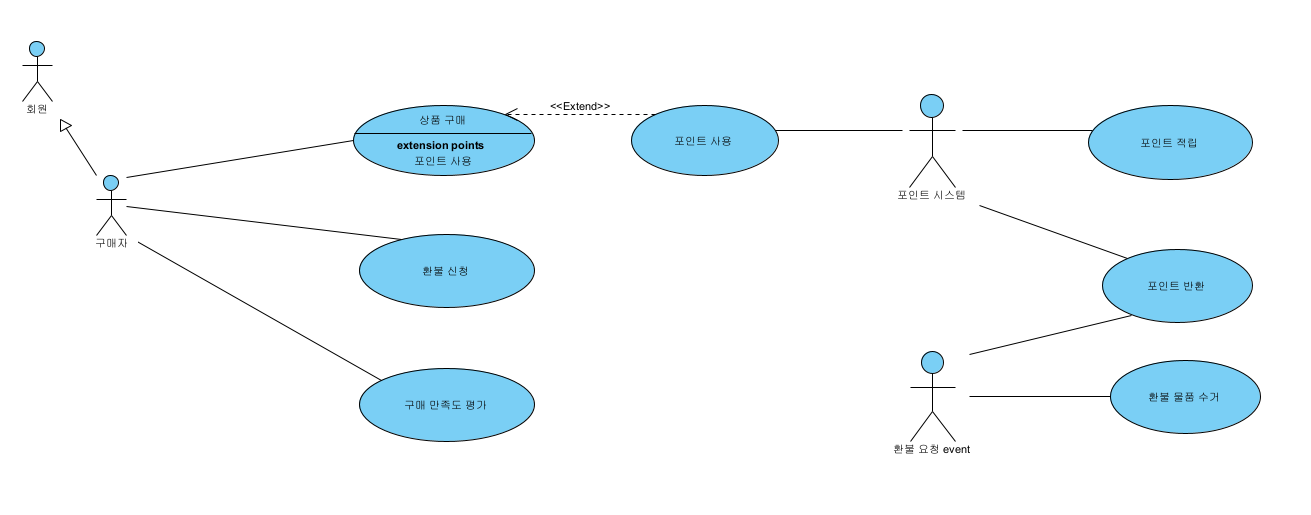 회원
<<Extend>>
상품 구매
extension points
포인트 사용
포인트 사용
포인트 적립
포인트 시스템
구매자
환불 신청
포인트 반환
구매 만족도 평가
환불 물품 수거
환불 요청 event